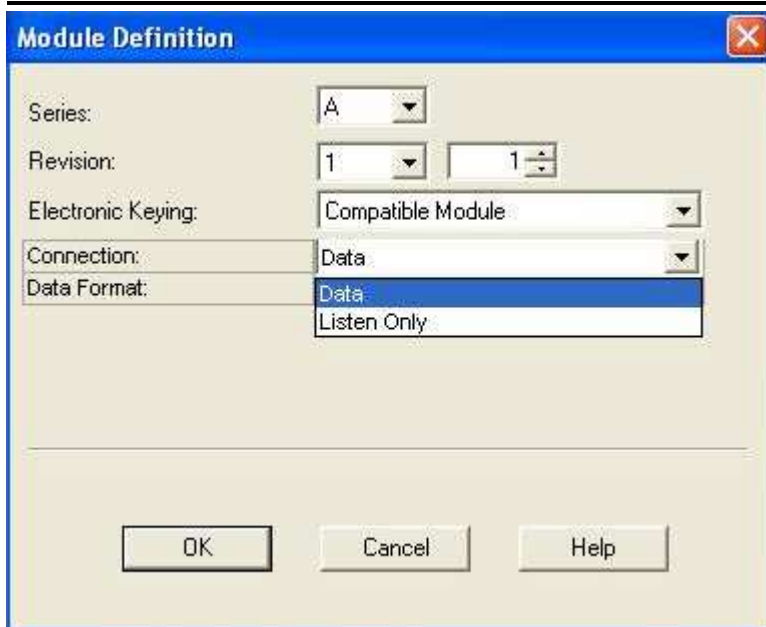 Module Definition
Series: A
Revision: 1 1
Electronic Keying: Compatible Module
Connection: Data
Data Format: Data
Listen Only
OK Cancel Help